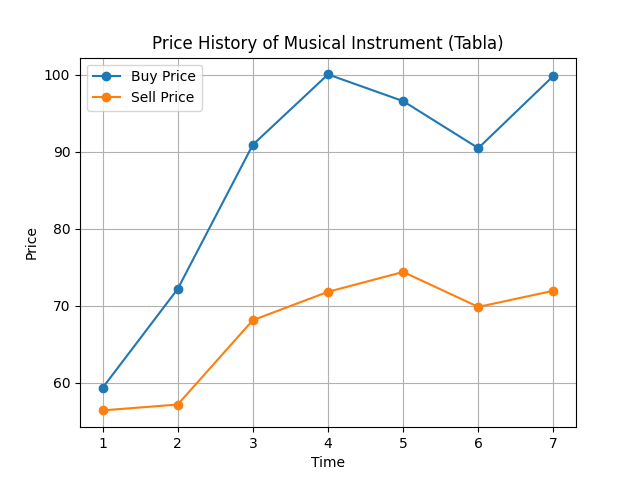 Price History of Musical Instrument (Tabla)
Buy Price
Sell Price
100
90
80
70
60
Price
1 2 3 4 5 6 7
Time